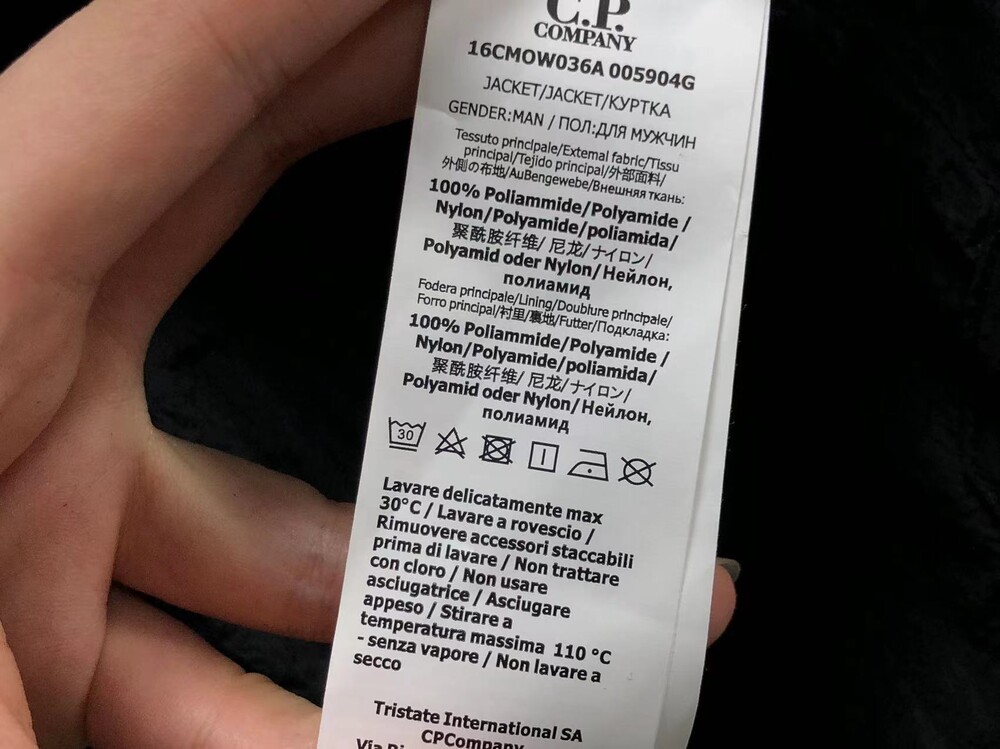 C.P.
COMPANY
16CMOW036A 005904G
JACKET/JACKET/КУРТКА
GENDER:MAN / ПОЛ:ДЛЯ МУЖЧИН
Tessuto principale/External fabric/Tissu
principal/Tejido principal/外部面料/
外側の布地/AuBengewebe/Внешняя ткань:
100% Poliammide/Polyamide /
Nylon/Polyamide/poliamida/
聚酰胺纤维/ 尼龙/ナイロン/
Polyamid oder Nylon/Нейлон,
полиамид
Fodera principale/Lining/Doublure principale/
Forro principal/衬里/裏地/Futter/Подкладка:
100% Poliammide/Polyamide /
Nylon/Polyamide/poliamida/
聚酰胺纤维/ 尼龙/ナイロン/
Polyamid oder Nylon/Нейлон,
полиамид
30
Lavare delicatamente max
30°C / Lavare a rovescio /
Rimuovere accessori staccabili
prima di lavare / Non trattare
con cloro / Non usare
asciugatrice / Asciugare
appeso / Stirare a
temperatura massima 110 °C
- senza vapore / Non lavare a
secco
Tristate International SA
CPCompany
Via